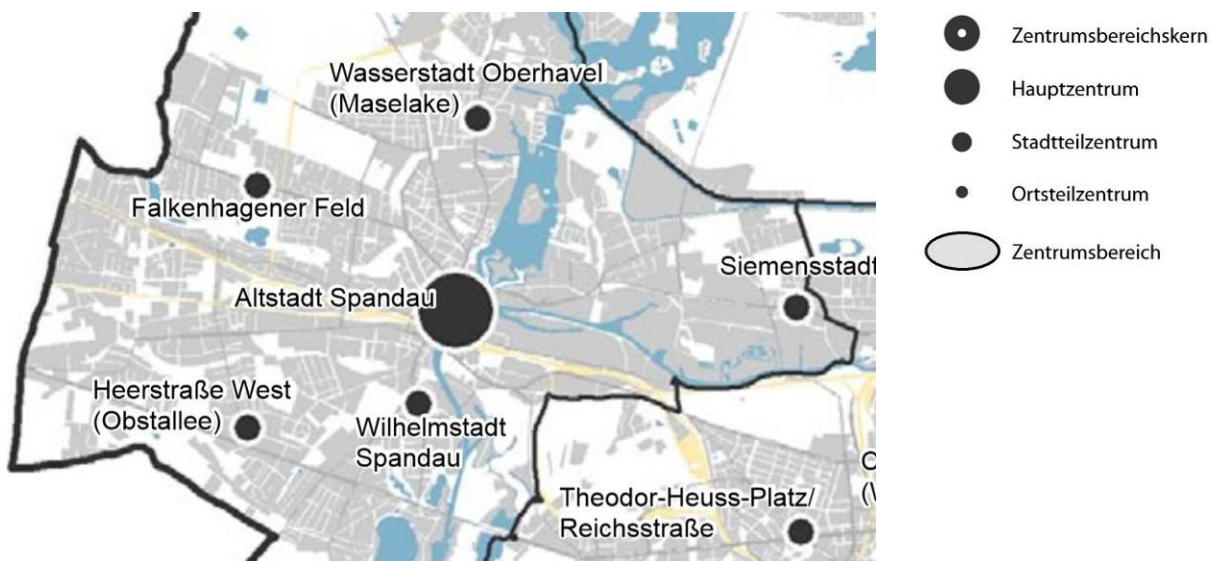 Wasserstadt Oberhavel
(Maselake)
Falkenhagener Feld
Siemensstadt
Altstadt Spandau
Heerstraße West
(Obstallee)
Wilhelmstadt
Spandau
Theodor-Heuss-Platz/
Reichsstraße
Zentrumsbereichskern
Hauptzentrum
Stadtteilzentrum
Ortsteilzentrum
Zentrumsbereich